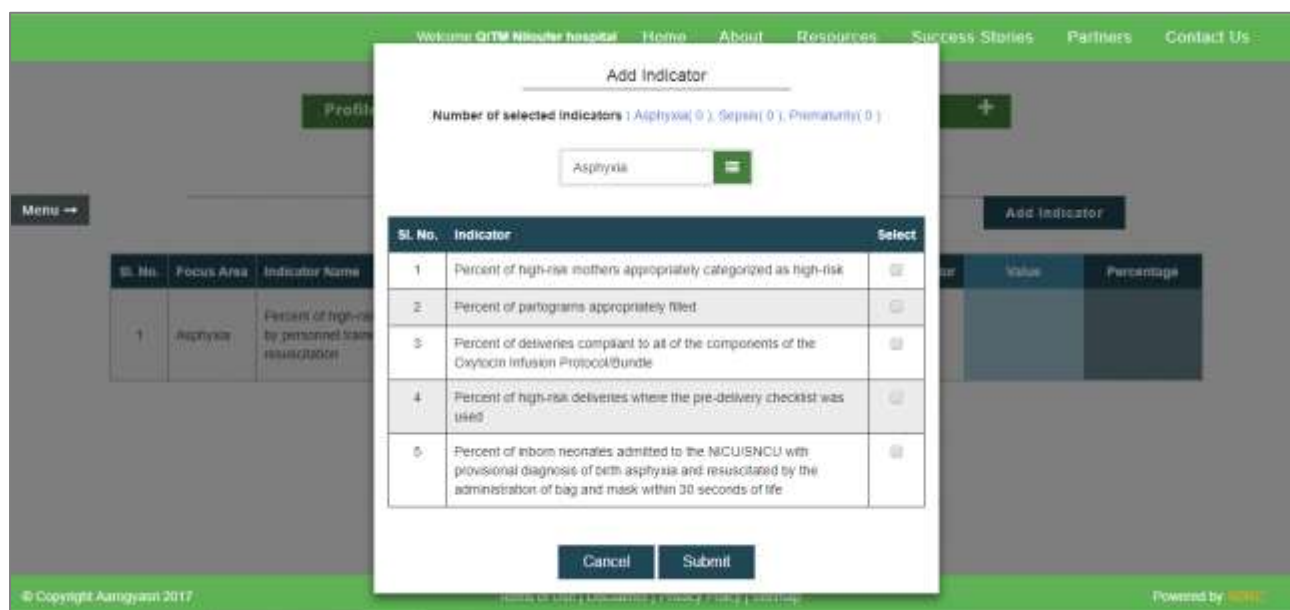 Welcome QITM Niloufer hospital Home About Resources Success Stories Partners Contact Us
Add Indicator
Profile
+
Number of selected indicators : Asphyxia( 0 ), Sepsis( 0 ), Prematurity( 0 )
Asphyxia
Menu →
Add Indicator
Sl. No. Indicator Select
Sl. No. Focus Area Indicator Name Value Percentage
1 Percent of high-risk mothers appropriately categorized as high-risk
2 Percent of partograms appropriately filled
3 Percent of deliveries compliant to all of the components of the
Oxytocin Infusion Protocol/Bundle
4 Percent of high-risk deliveries where the pre-delivery checklist was
used
5 Percent of inborn neonates admitted to the NICU/SNCU with
provisional diagnosis of birth asphyxia and resuscitated by the
administration of bag and mask within 30 seconds of life
1 Asphyxia Percent of high-
by personnel
resuscitation
Cancel Submit
© Copyright Aarogyasri 2017
Powered by SDRC